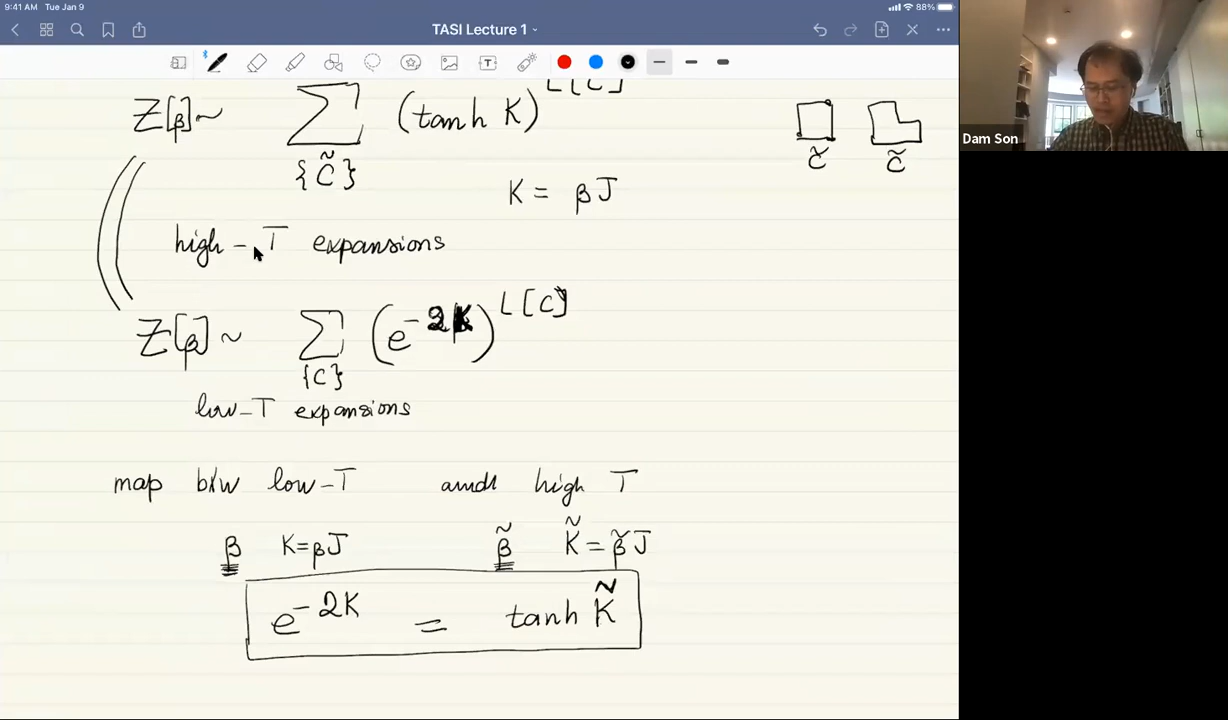 9:41 AM Tue Jan 9
88%
TASI Lecture 1
Z[β] ~ Σ (tanh K)^L[C̃]
{C̃}
C̃ C̃
K = βJ
high-T expansions
Z[β] ~ Σ (e^-2K)^L[C]
{C}
low-T expansions
map b/w low-T and high T
β K=βJ β̃ K̃ = β̃J
e^-2K = tanh K̃
Dam Son